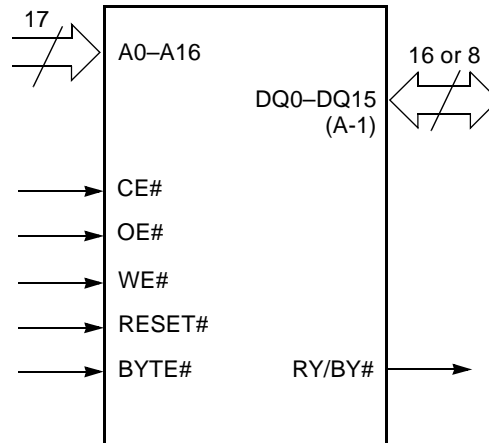 17
A0–A16
16 or 8
DQ0–DQ15
(A-1)
CE#
OE#
WE#
RESET#
BYTE#
RY/BY#